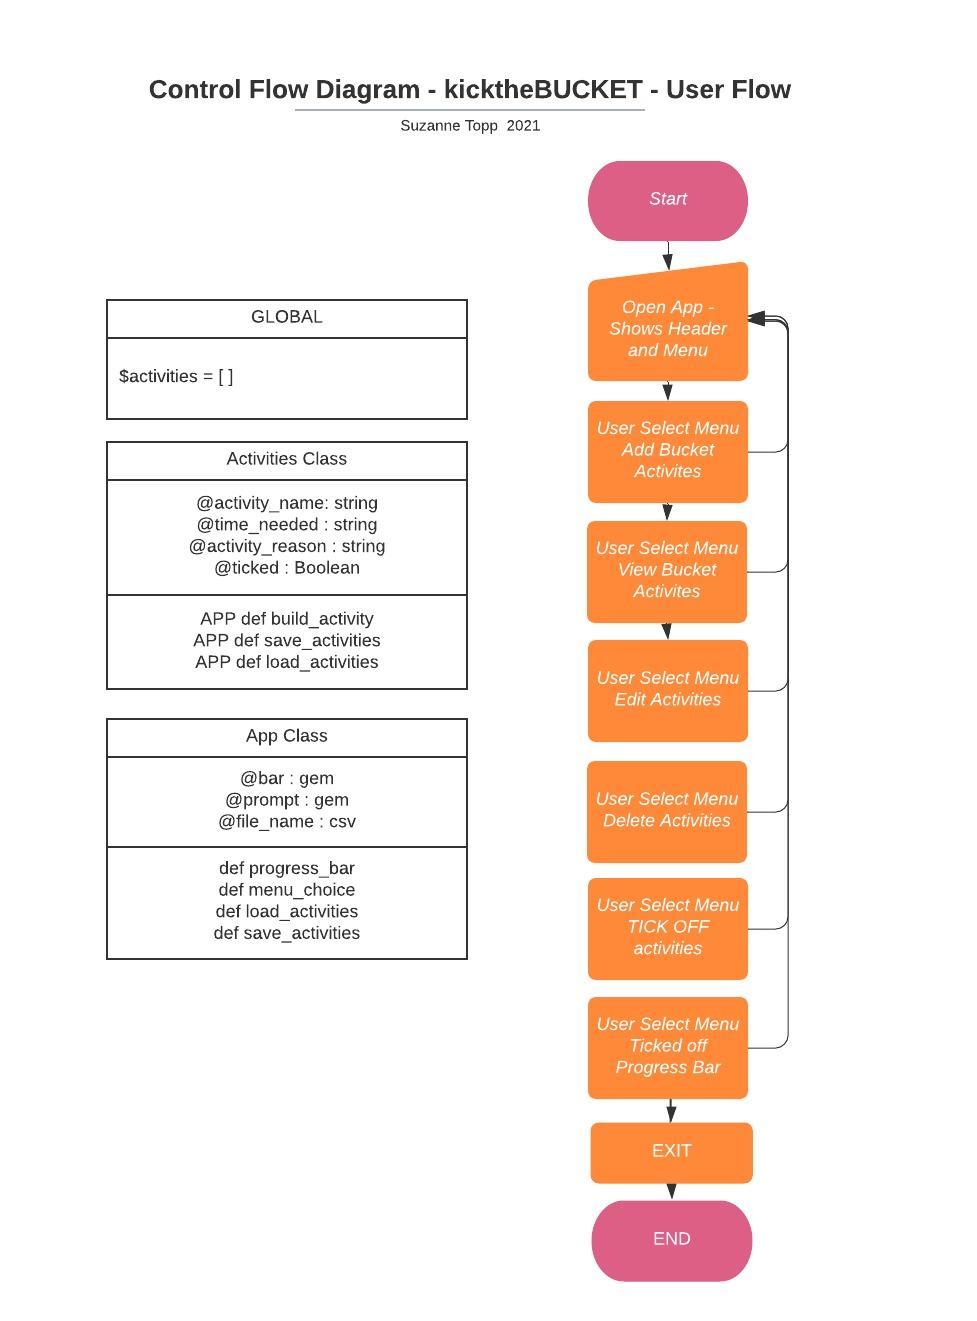 Control Flow Diagram - kicktheBUCKET - User Flow
Suzanne Topp 2021
GLOBAL
$activities = [ ]
Activities Class
@activity_name: string
@time_needed : string
@activity_reason : string
@ticked : Boolean
APP def build_activity
APP def save_activities
APP def load_activities
App Class
@bar : gem
@prompt : gem
@file_name : csv
def progress_bar
def menu_choice
def load_activities
def save_activities
Start
Open App -
Shows Header
and Menu
User Select Menu
Add Bucket
Activites
User Select Menu
View Bucket
Activites
User Select Menu
Edit Activities
User Select Menu
Delete Activities
User Select Menu
TICK OFF
activities
User Select Menu
Ticked off
Progress Bar
EXIT
END